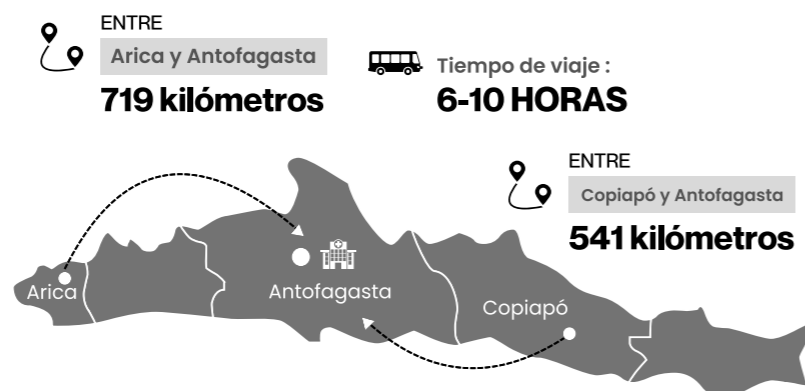 ENTRE
Arica y Antofagasta
719 kilómetros
Tiempo de viaje :
6-10 HORAS
ENTRE
Copiapó y Antofagasta
541 kilómetros
Arica
Antofagasta
Copiapó